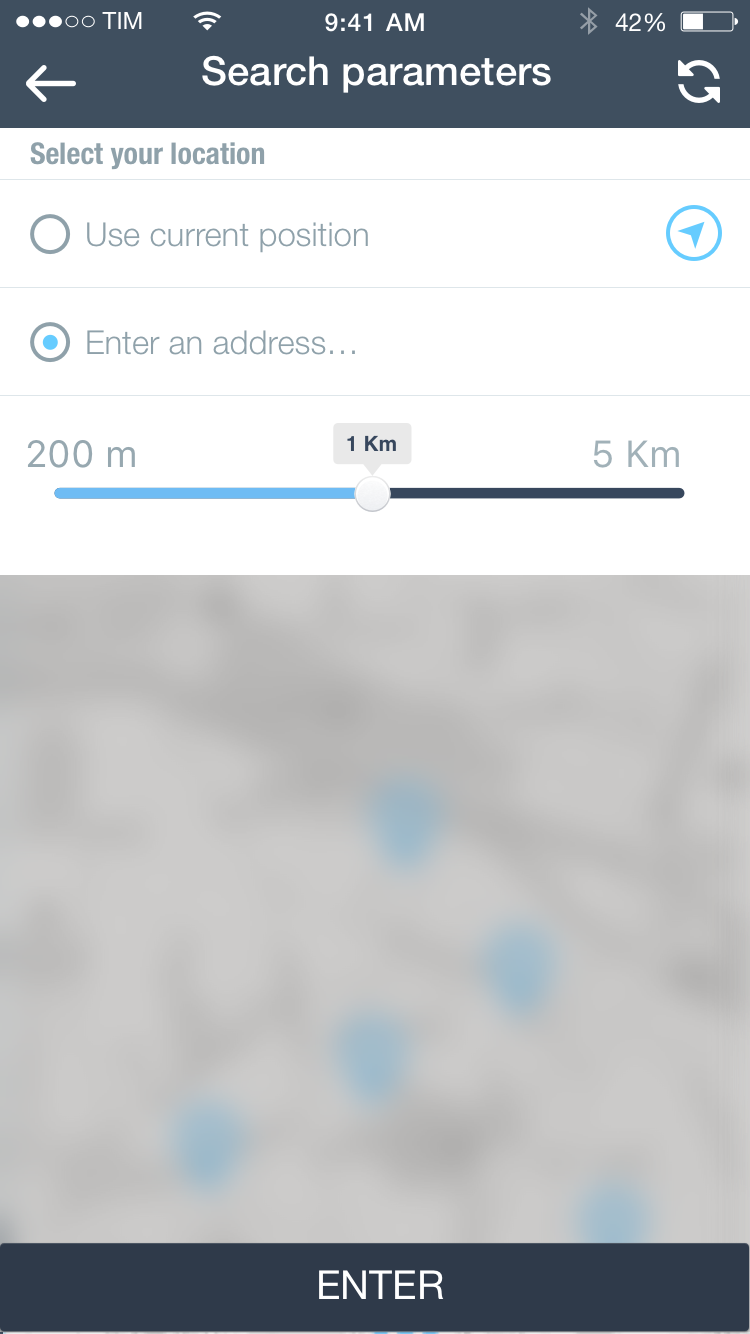 TIM 9:41 AM 42%
Search parameters
Select your location
Use current position
Enter an address...
1 Km
200 m 5 Km
ENTER